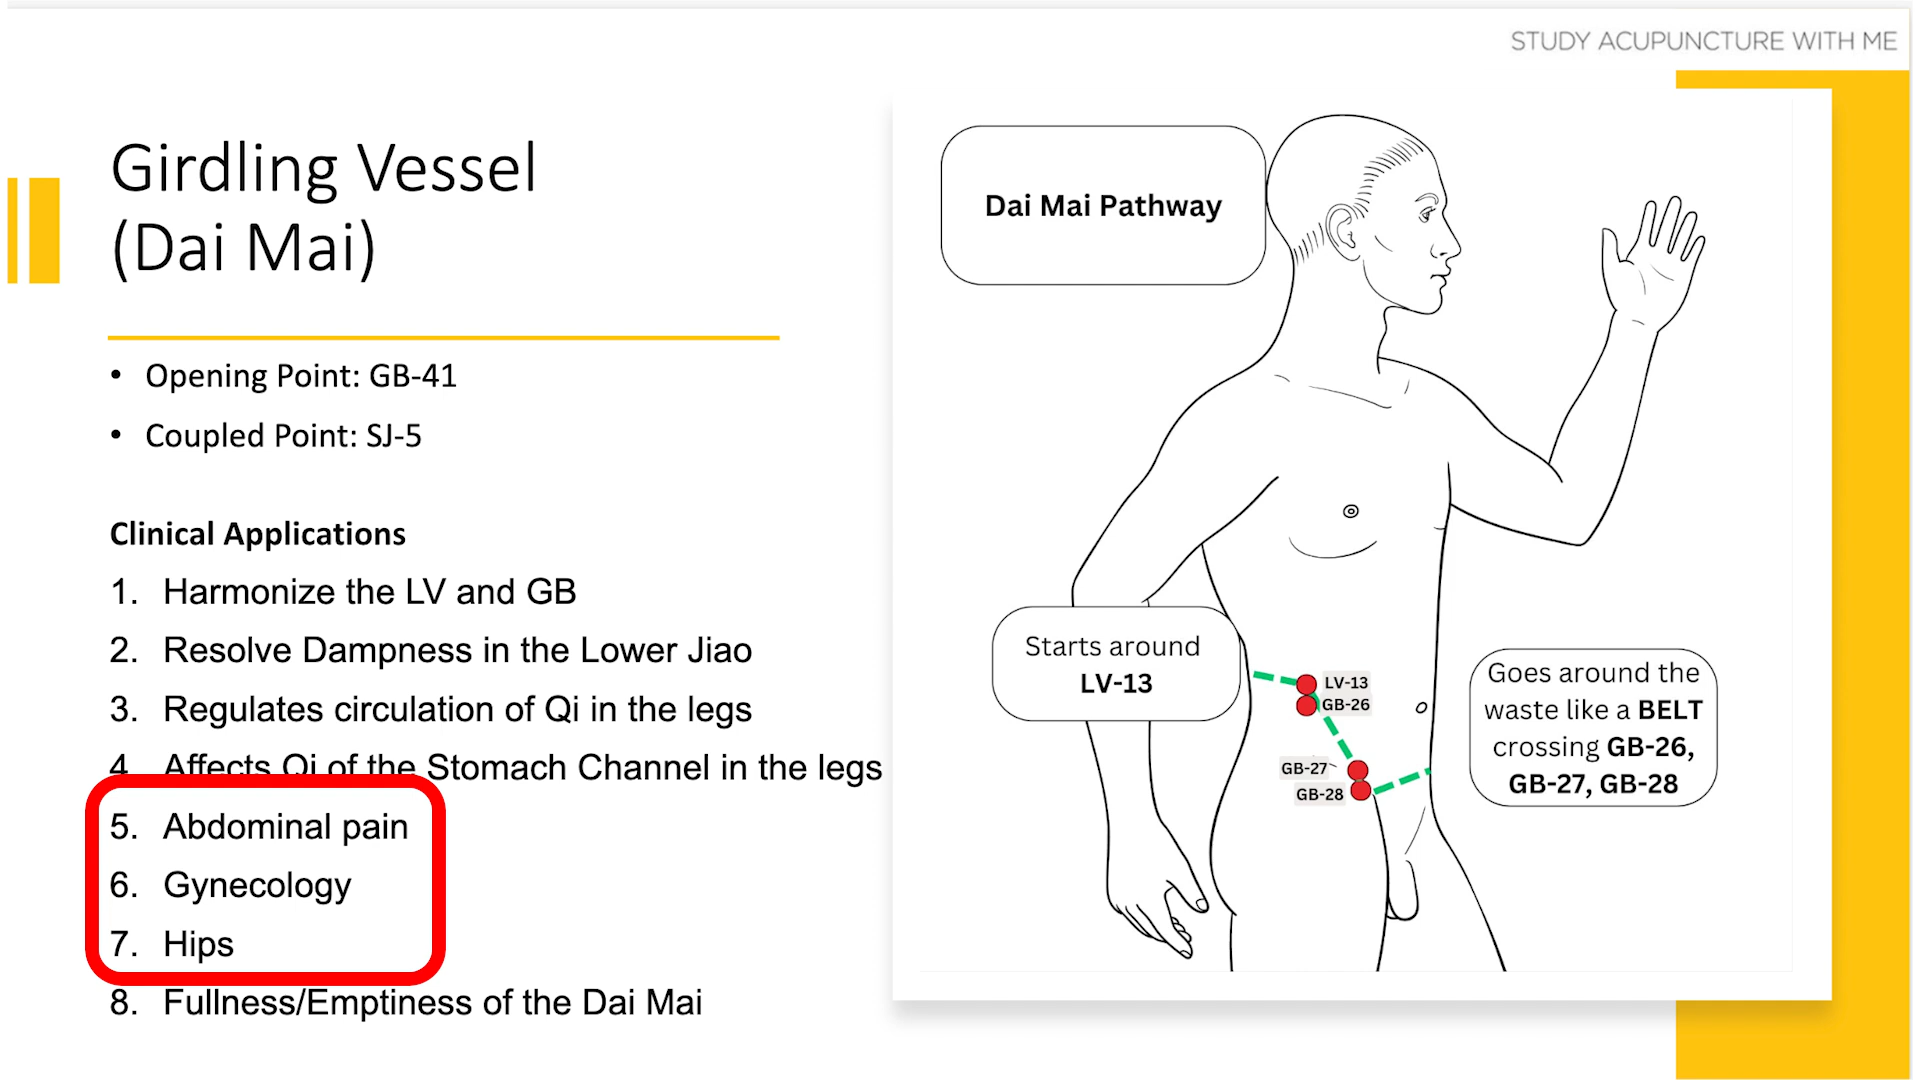 STUDY ACUPUNCTURE WITH ME
Girdling Vessel
(Dai Mai)
• Opening Point: GB-41
• Coupled Point: SJ-5
Clinical Applications
1. Harmonize the LV and GB
2. Resolve Dampness in the Lower Jiao
3. Regulates circulation of Qi in the legs
4. Affects Qi of the Stomach Channel in the legs
5. Abdominal pain
6. Gynecology
7. Hips
8. Fullness/Emptiness of the Dai Mai
Dai Mai Pathway
Starts around
LV-13
LV-13
GB-26
GB-27
GB-28
Goes around the
waste like a BELT
crossing GB-26,
GB-27, GB-28